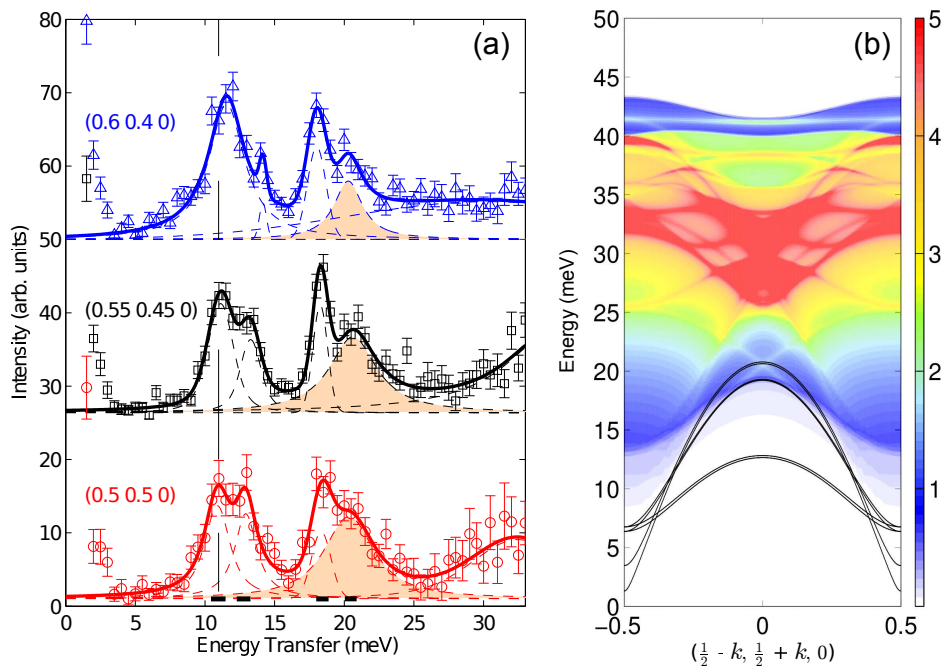 (a)
(0.6 0.4 0)
(0.55 0.45 0)
(0.5 0.5 0)
Intensity (arb. units)
80
70
60
50
40
30
20
10
0
0 5 10 15 20 25 30
Energy Transfer (meV)
(b)
Energy (meV)
50
45
40
35
30
25
20
15
10
5
0
−0.5 0 0.5
(½ - k, ½ + k, 0)
5
4
3
2
1